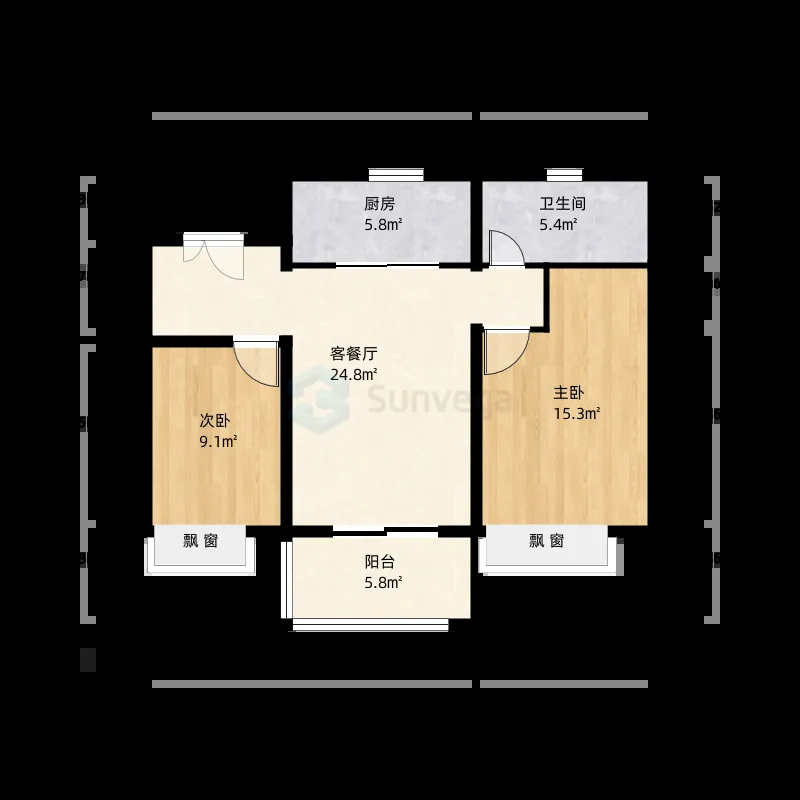 厨房
5.8㎡
卫生间
5.4㎡
客餐厅
24.8㎡
Sunvega
主卧
15.3㎡
次卧
9.1㎡
飘窗
飘窗
阳台
5.8㎡